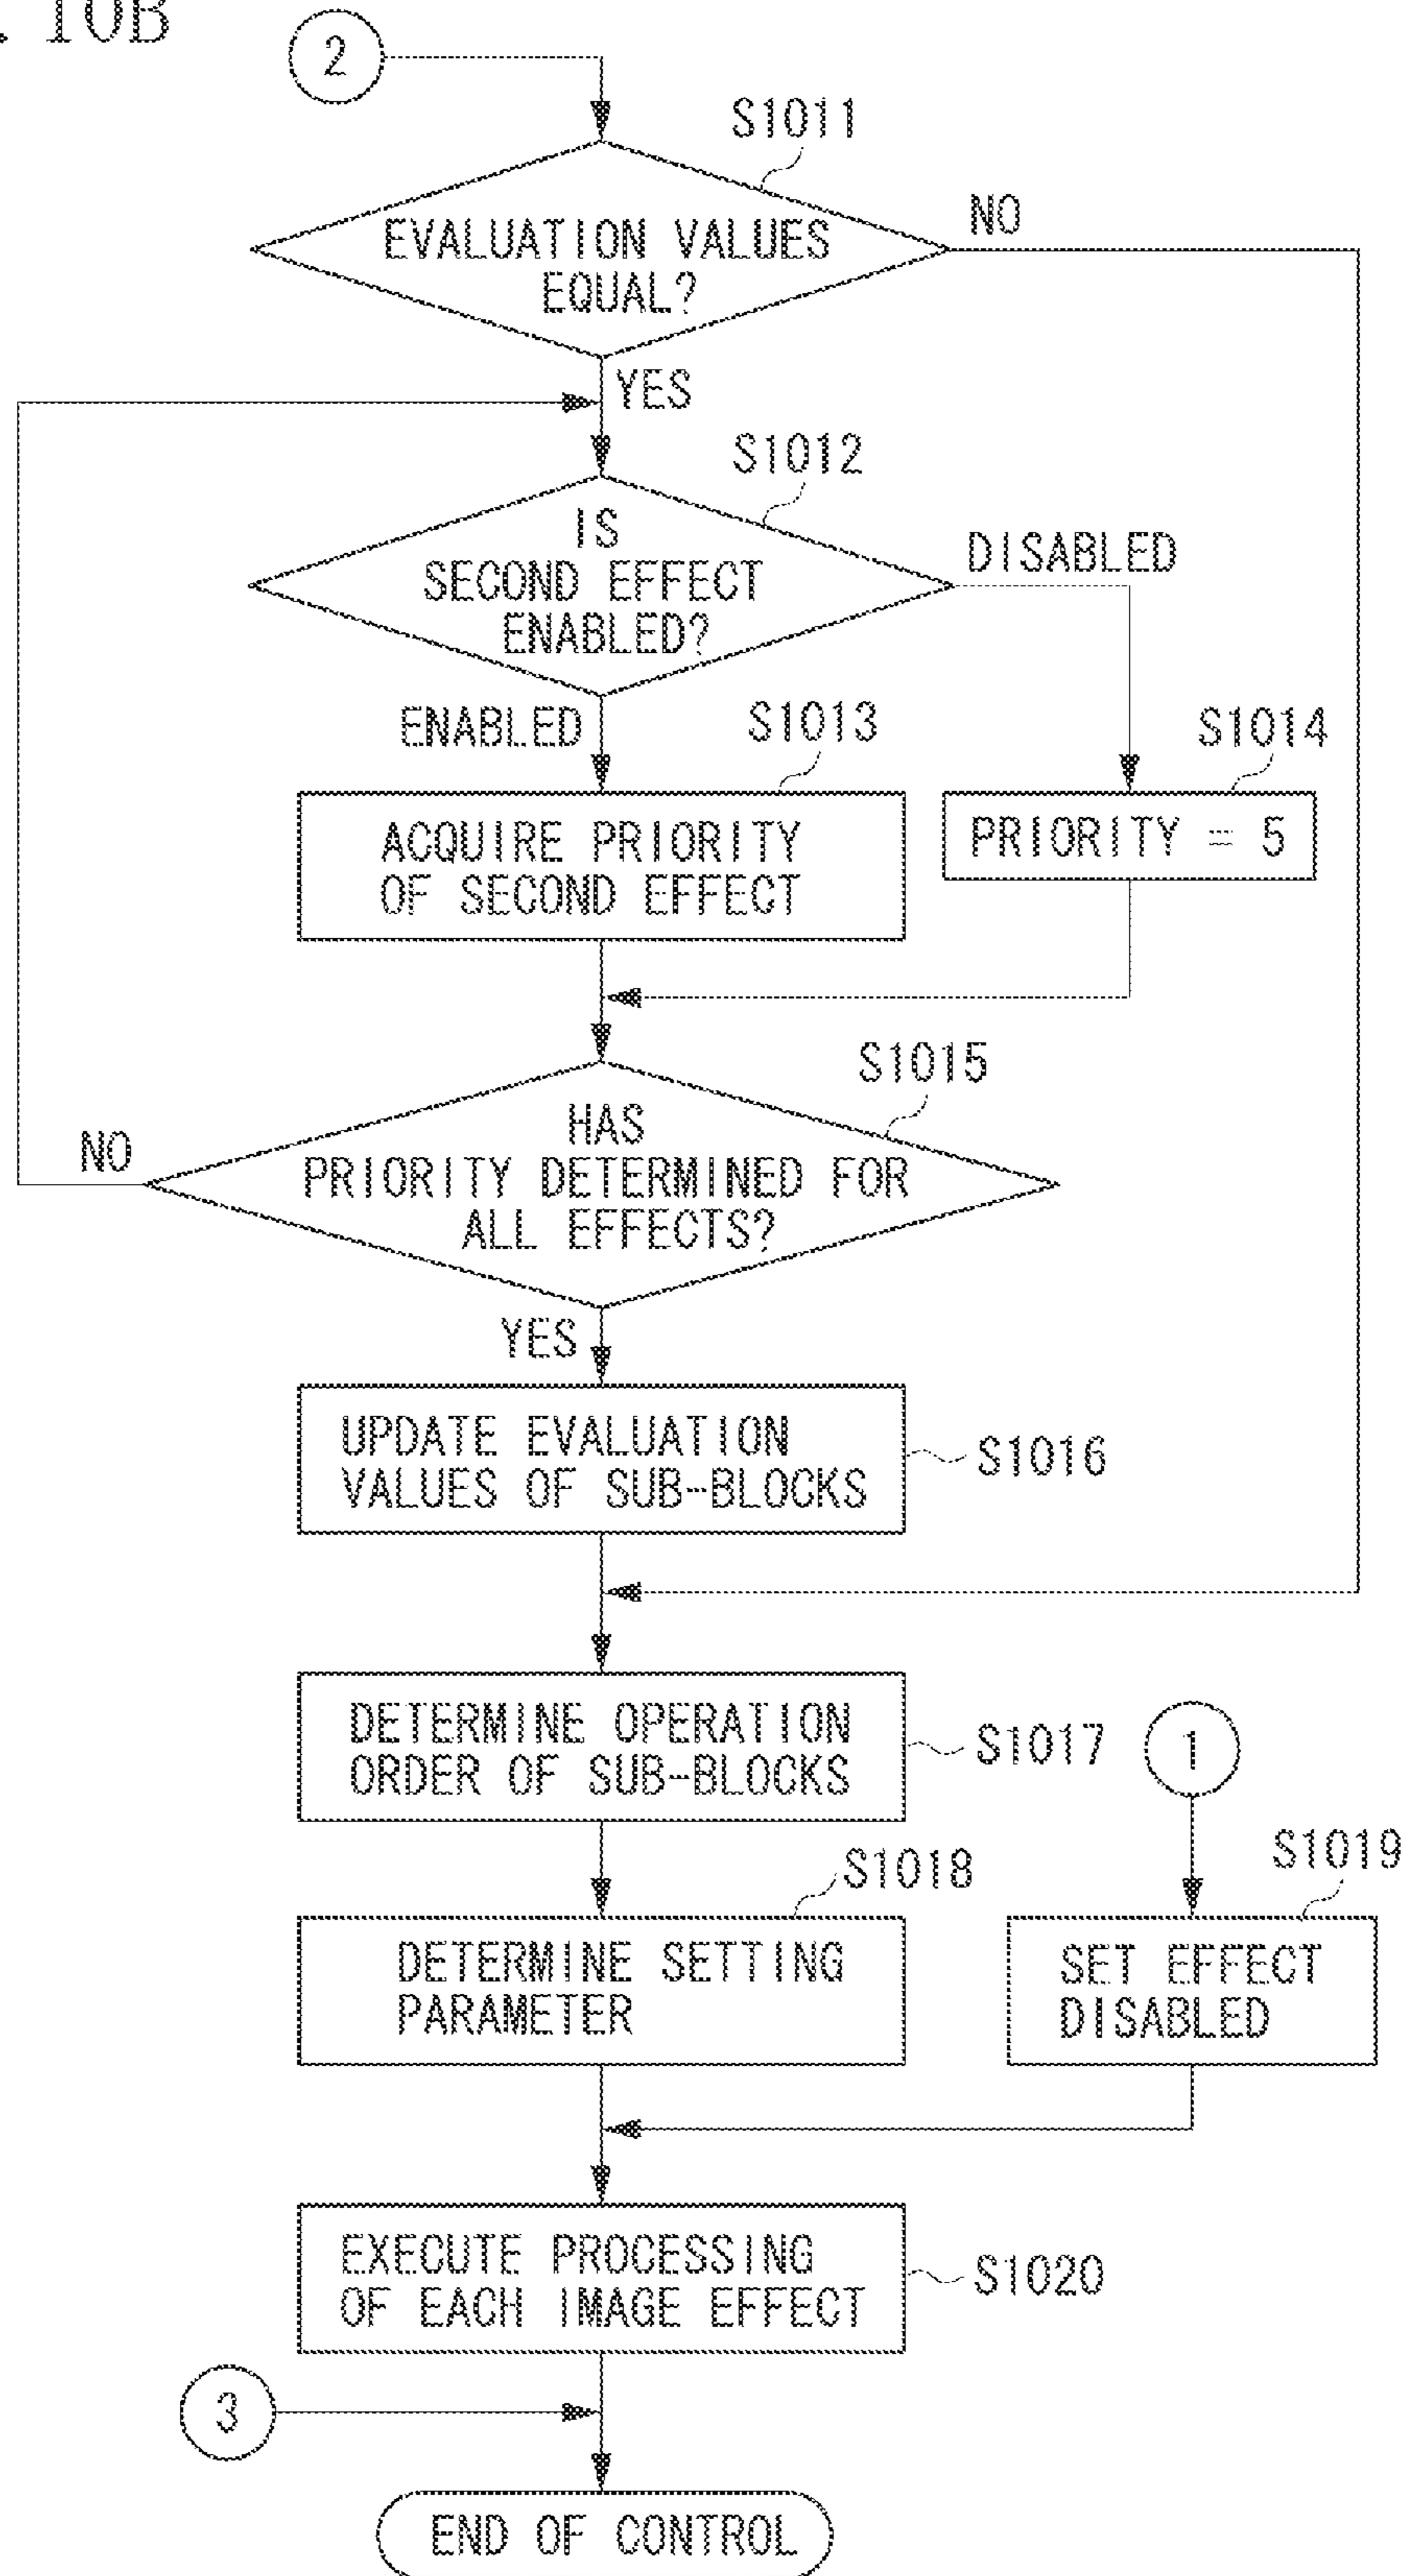 . 10B
2
S1011
EVALUATION VALUES
EQUAL?
NO
YES
S1012
IS
SECOND EFFECT
ENABLED?
DISABLED
ENABLED
S1013
S1014
ACQUIRE PRIORITY
OF SECOND EFFECT
PRIORITY = 5
S1015
HAS
PRIORITY DETERMINED FOR
ALL EFFECTS?
NO
YES
UPDATE EVALUATION
VALUES OF SUB-BLOCKS
S1016
DETERMINE OPERATION
ORDER OF SUB-BLOCKS
S1017
1
S1018
S1019
DETERMINE SETTING
PARAMETER
SET EFFECT
DISABLED
EXECUTE PROCESSING
OF EACH IMAGE EFFECT
S1020
3
END OF CONTROL